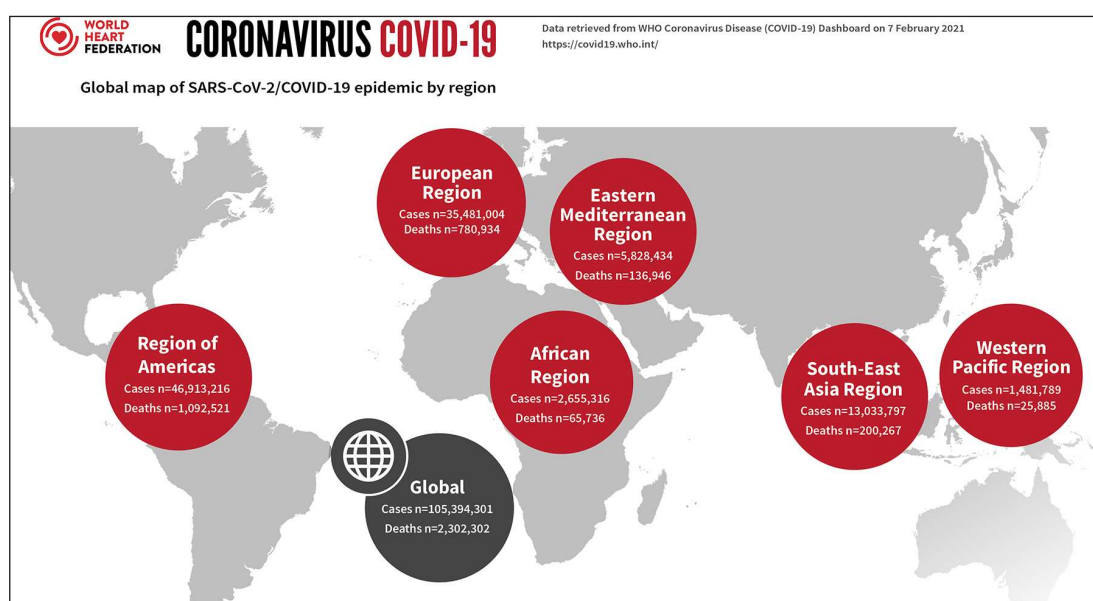 WORLD
HEART
FEDERATION
CORONAVIRUS COVID-19
Data retrieved from WHO Coronavirus Disease (COVID-19) Dashboard on 7 February 2021
https://covid19.who.int/
Global map of SARS-CoV-2/COVID-19 epidemic by region
European
Region
Cases n=35,481,004
Deaths n=780,934
Eastern
Mediterranean
Region
Cases n=5,828,434
Deaths n=136,946
Region of
Americas
Cases n=46,913,216
Deaths n=1,092,521
African
Region
Cases n=2,655,316
Deaths n=65,736
South-East
Asia Region
Cases n=13,033,797
Deaths n=200,267
Western
Pacific Region
Cases n=1,481,789
Deaths n=25,885
Global
Cases n=105,394,301
Deaths n=2,302,302